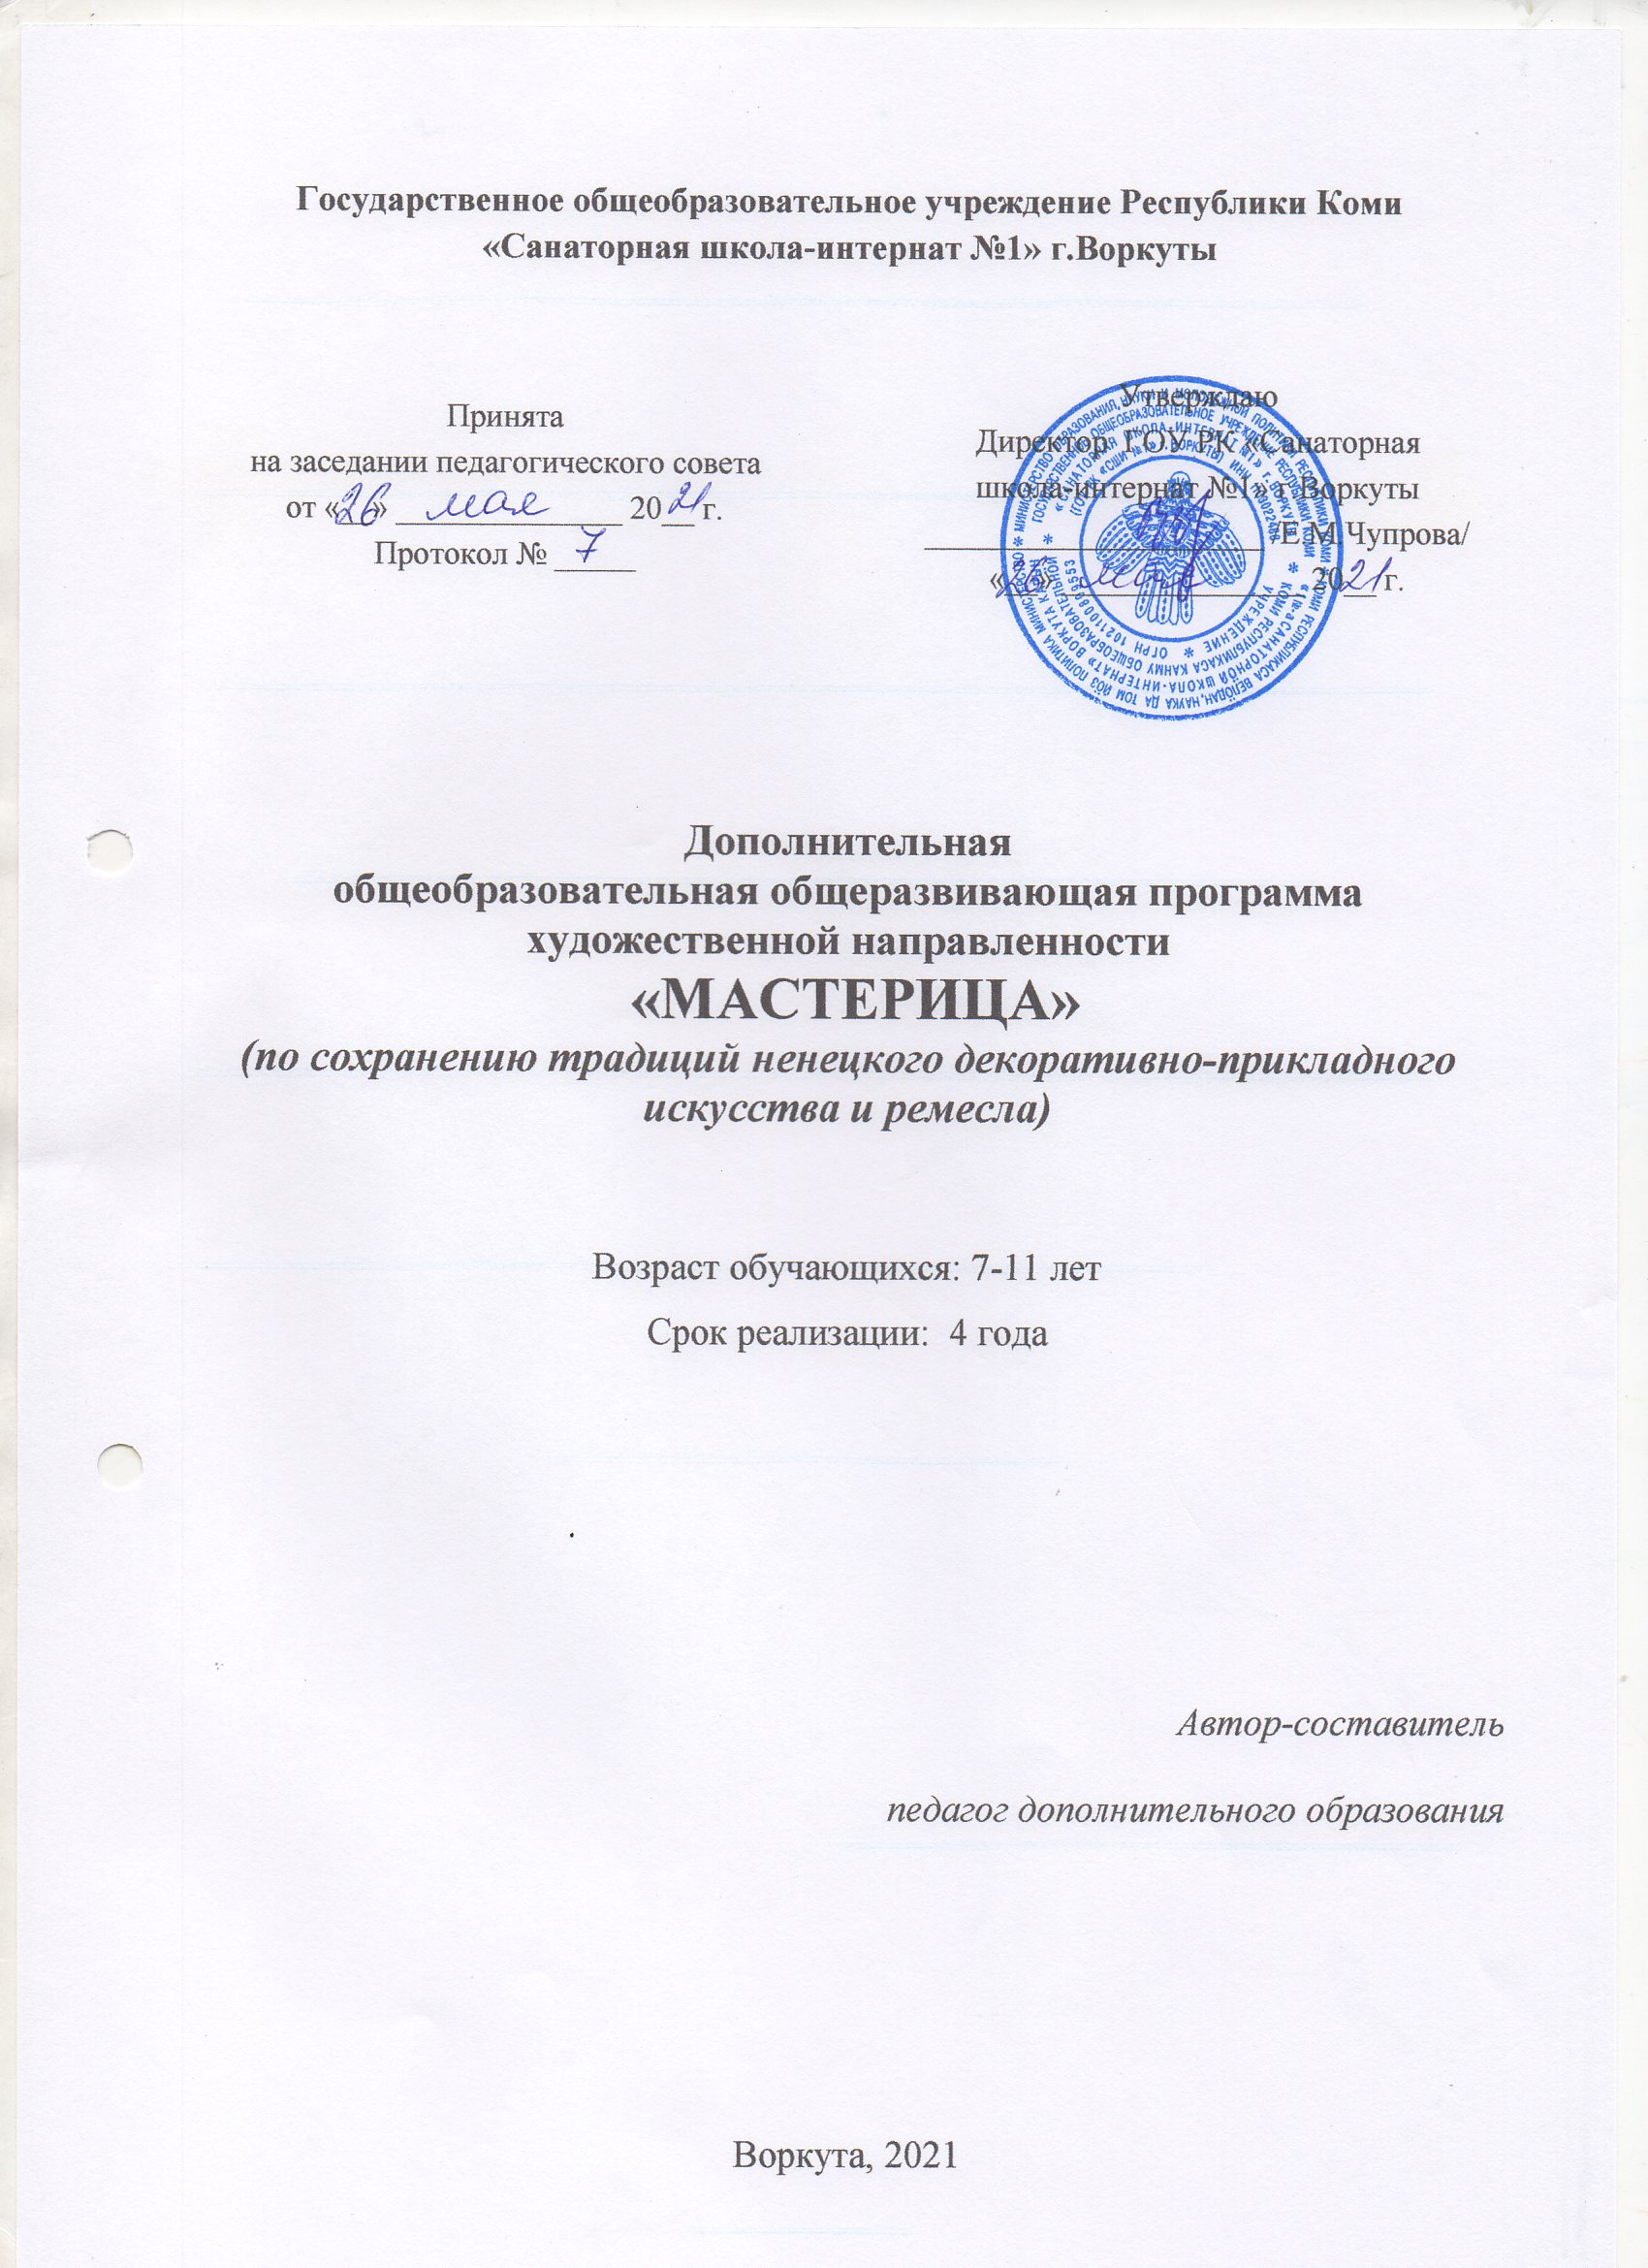 Государственное общеобразовательное учреждение Республики Коми
«Санаторная школа-интернат №1» г.Воркуты
Принята
на заседании педагогического совета
от «26» мая 2021 г.
Протокол № 7
Утверждаю
Директор ГОУ РК «Санаторная
школа-интернат №1» г.Воркуты
/Е.М.Чупрова/
«26» мая 2021 г.
Дополнительная
общеобразовательная общеразвивающая программа
художественной направленности
«МАСТЕРИЦА»
(по сохранению традиций ненецкого декоративно-прикладного
искусства и ремесла)
Возраст обучающихся: 7-11 лет
Срок реализации: 4 года
Автор-составитель
педагог дополнительного образования
Воркута, 2021